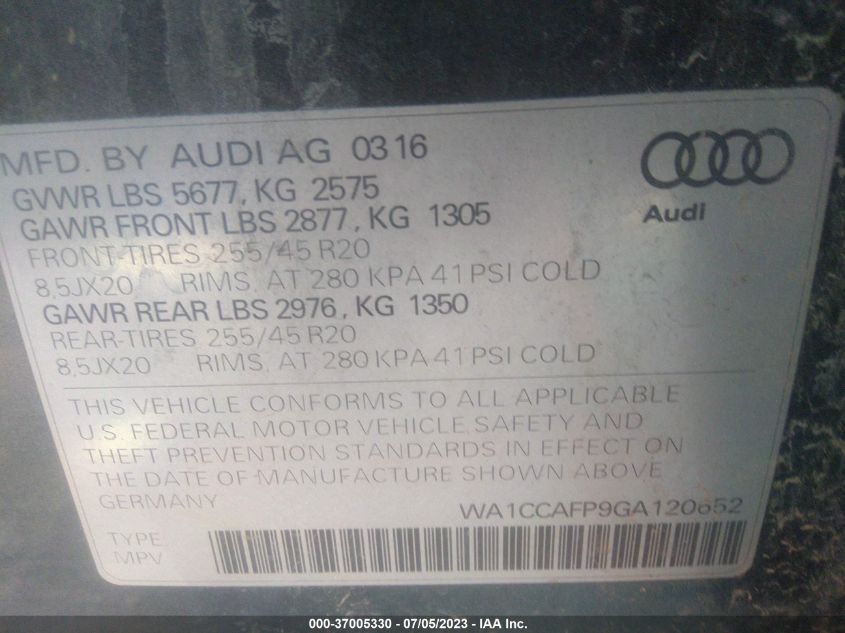 MFD. BY AUDI AG 0316
GVWR LBS 5677, KG 2575
GAWR FRONT LBS 2877, KG 1305
FRONT-TIRES 255/45 R20
8,5JX20 RIMS, AT 280 KPA 41 PSI COLD
GAWR REAR LBS 2976, KG 1350
REAR-TIRES 255/45 R20
8,5JX20 RIMS, AT 280 KPA 41 PSI COLD
Audi
THIS VEHICLE CONFORMS TO ALL APPLICABLE
U.S. FEDERAL MOTOR VEHICLE SAFETY AND
THEFT PREVENTION STANDARDS IN EFFECT ON
THE DATE OF MANUFACTURE SHOWN ABOVE
GERMANY
WA1CCAFP9GA120652
TYPE
MPV
000-37005330 - 07/05/2023 - IAA Inc.